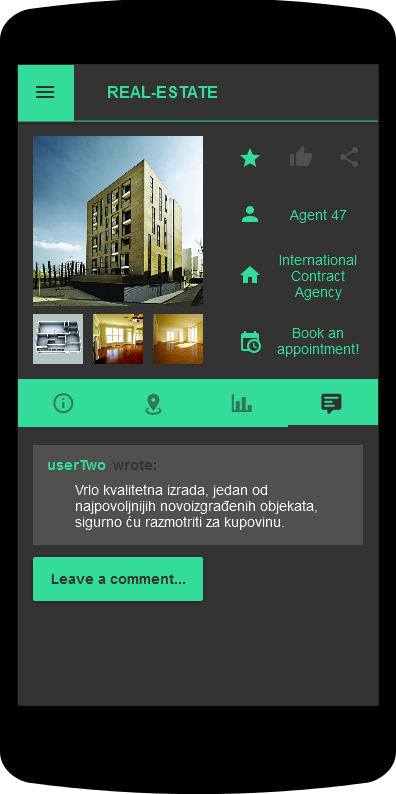 REAL-ESTATE
Agent 47
International
Contract
Agency
Book an
appointment!
userTwo wrote:
Vrlo kvalitetna izrada, jedan od
najpovoljnijih novoizgrađenih objekata,
sigurno ću razmotriti za kupovinu.
Leave a comment...